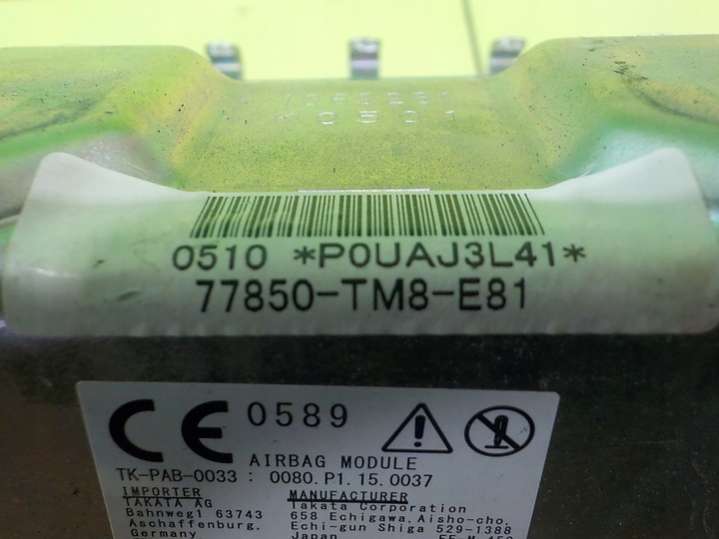 0510 *P0UAJ3L41*
77850-TM8-E81
CE 0589
AIRBAG MODULE
TK-PAB-0033 : 0080.P1.15.0037
IMPORTER
TAKATA AG
Bahnweg1 63743
Aschaffenburg.
Germany
MANUFACTURER
Takata Corporation
658 Echigawa.Aisho-cho.
Echi-gun Shiga 529-1388
Japan